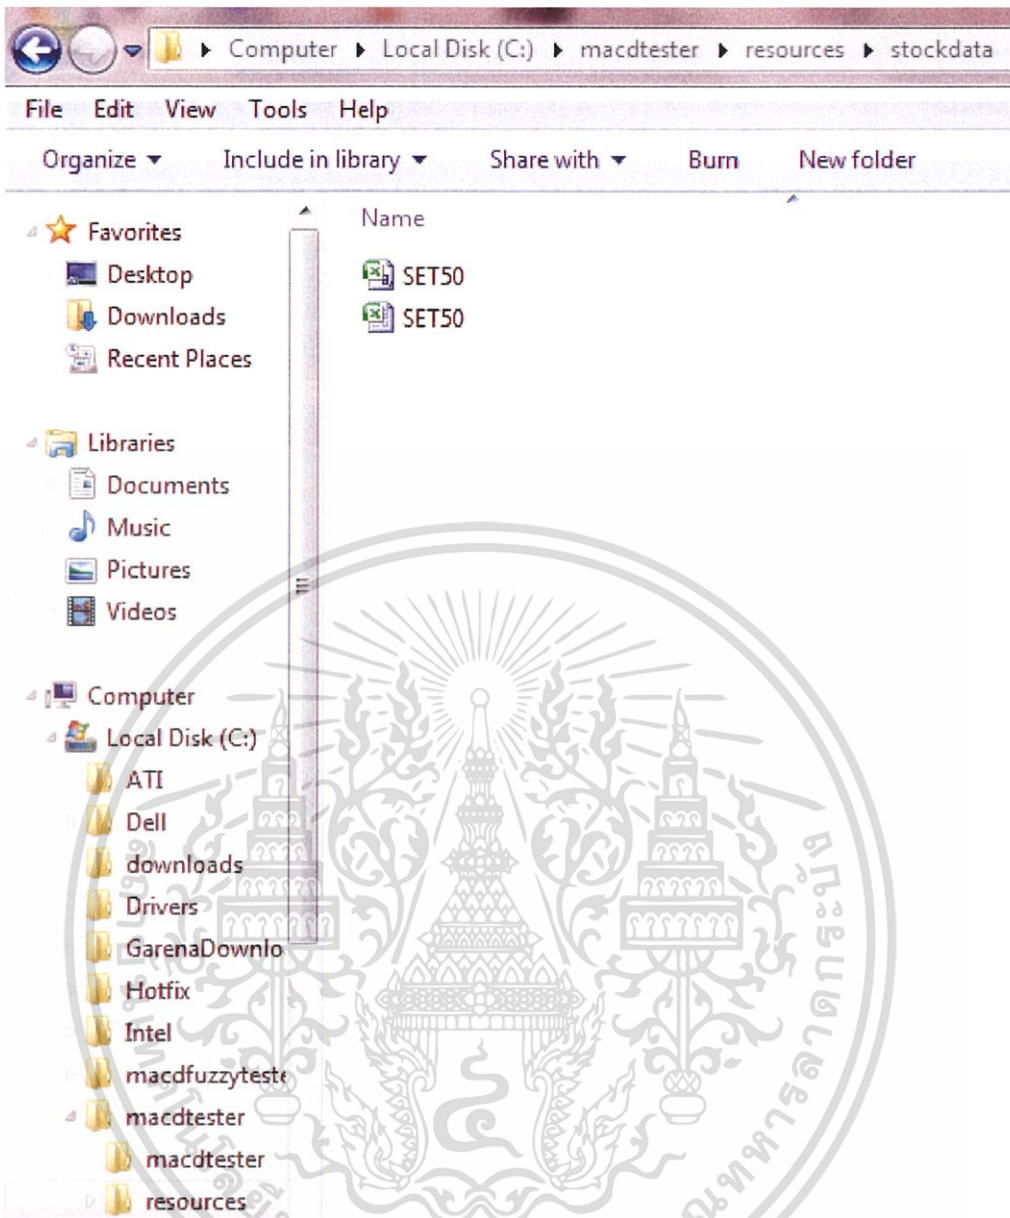 Computer ▸ Local Disk (C:) ▸ macdtester ▸ resources ▸ stockdata
File Edit View Tools Help
Organize Include in library Share with Burn New folder
Name
SET50
SET50
Favorites
Desktop
Downloads
Recent Places
Libraries
Documents
Music
Pictures
Videos
Computer
Local Disk (C:)
ATI
Dell
downloads
Drivers
GarenaDownlo
Hotfix
Intel
macdfuzzyteste
macdtester
macdtester
resources